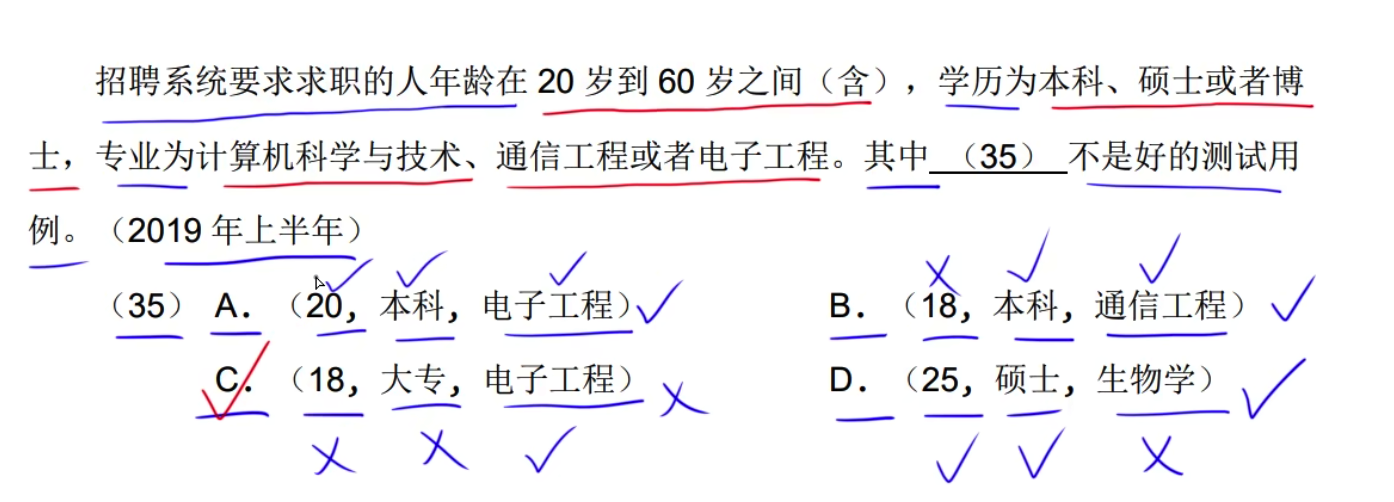 招聘系统要求求职的人年龄在 20 岁到 60 岁之间（含），学历为本科、硕士或者博
士，专业为计算机科学与技术、通信工程或者电子工程。其中 （35） 不是好的测试用
例。（2019 年上半年）
（35） A. （20，本科，电子工程） B. （18，本科，通信工程）
C. （18，大专，电子工程） D. （25，硕士，生物学）